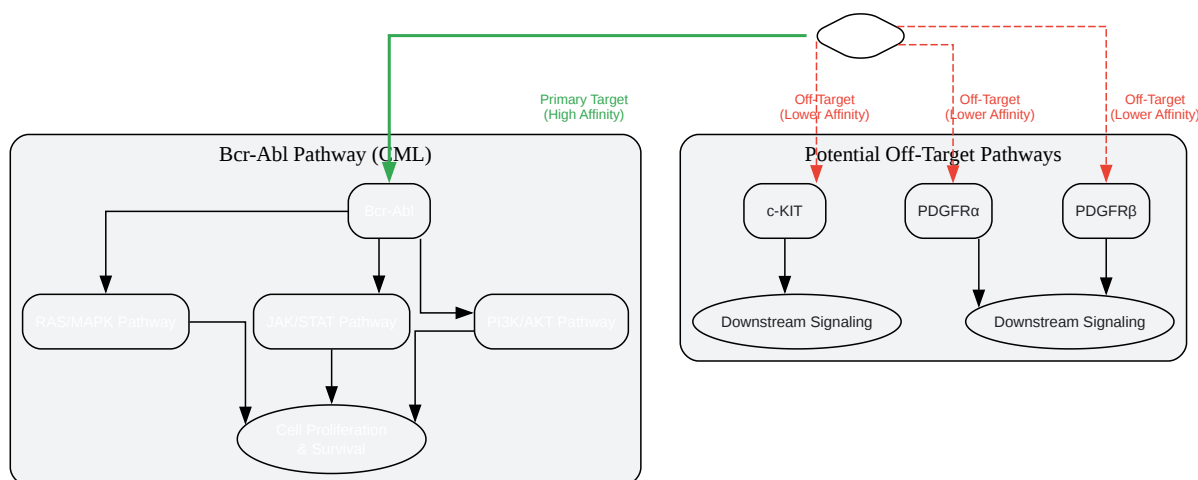 Primary Target
(High Affinity)
Off-Target
(Lower Affinity)
Off-Target
(Lower Affinity)
Off-Target
(Lower Affinity)
Bcr-Abl Pathway (CML)
Potential Off-Target Pathways
Bcr-Abl
c-KIT
PDGFRα
PDGFRβ
RAS/MAPK Pathway
JAK/STAT Pathway
PI3K/AKT Pathway
Downstream Signaling
Downstream Signaling
Cell Proliferation
& Survival